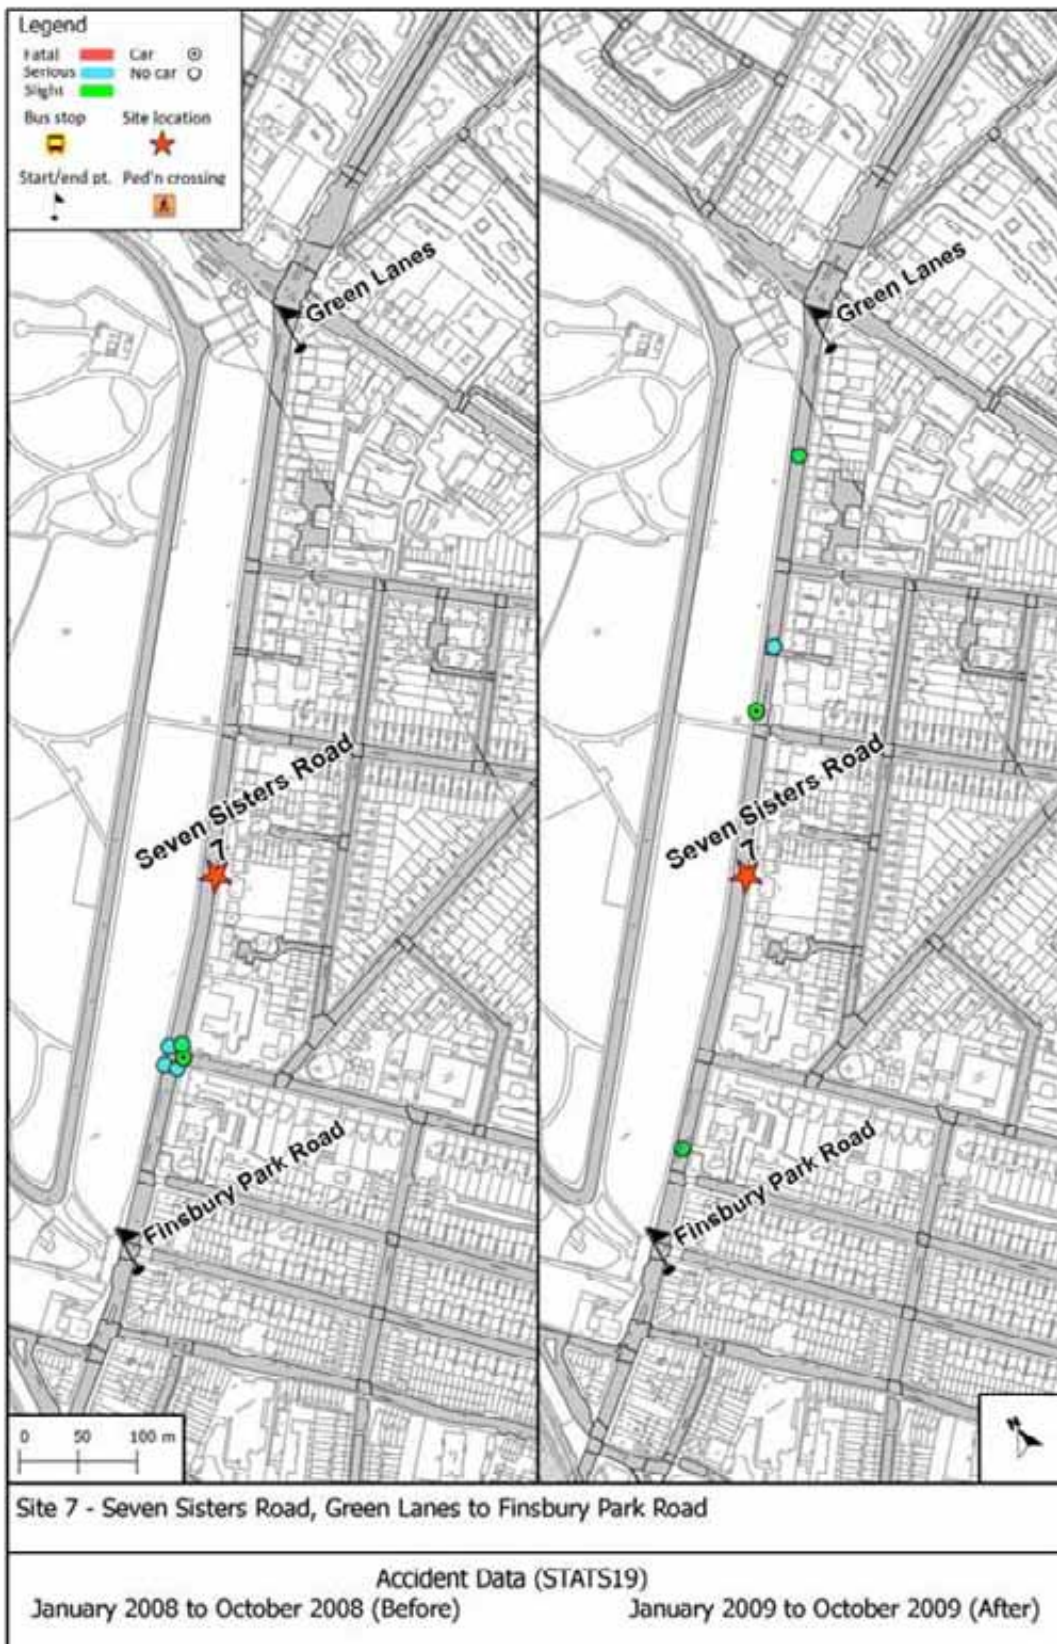 Legend
Fatal
Car
Serious
No car
Slight
Bus stop
Site location
Start/end pt.
Ped'n crossing
Green Lanes
Green Lanes
Seven Sisters Road
7
Seven Sisters Road
7
Finsbury Park Road
Finsbury Park Road
0 50 100 m
N
Site 7 - Seven Sisters Road, Green Lanes to Finsbury Park Road
Accident Data (STATS19)
January 2008 to October 2008 (Before)
January 2009 to October 2009 (After)